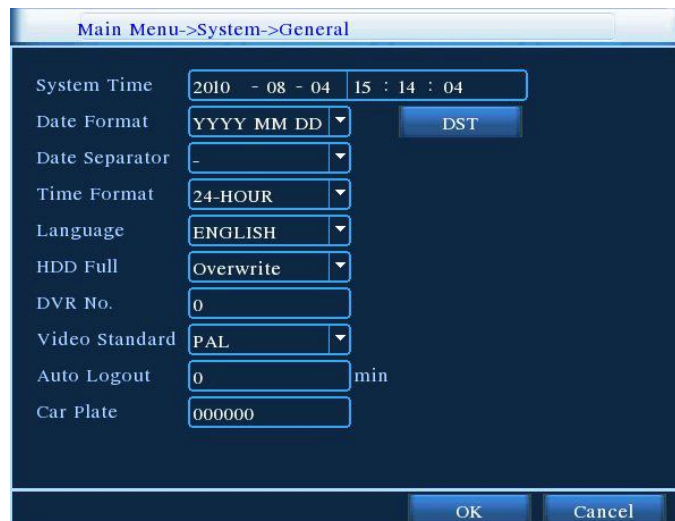 Main Menu->System->General
System Time 2010 - 08 - 04 15 : 14 : 04
Date Format YYYY MM DD DST
Date Separator -
Time Format 24-HOUR
Language ENGLISH
HDD Full Overwrite
DVR No. 0
Video Standard PAL
Auto Logout 0 min
Car Plate 000000
OK Cancel